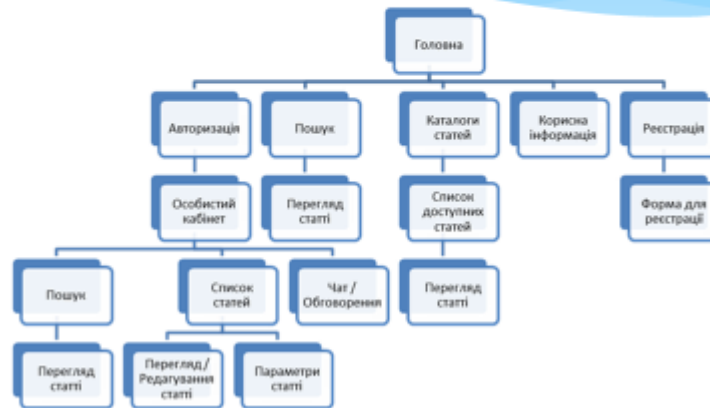 Головна
Авторизація
Пошук
Каталоги
статей
Корисна
інформація
Реєстрація
Особистий
кабінет
Перегляд
статті
Список
доступних
статей
Форма для
реєстрації
Пошук
Список
статей
Чат /
Обговорення
Перегляд
статті
Перегляд
статті
Перегляд /
Редагування
статті
Параметри
статті